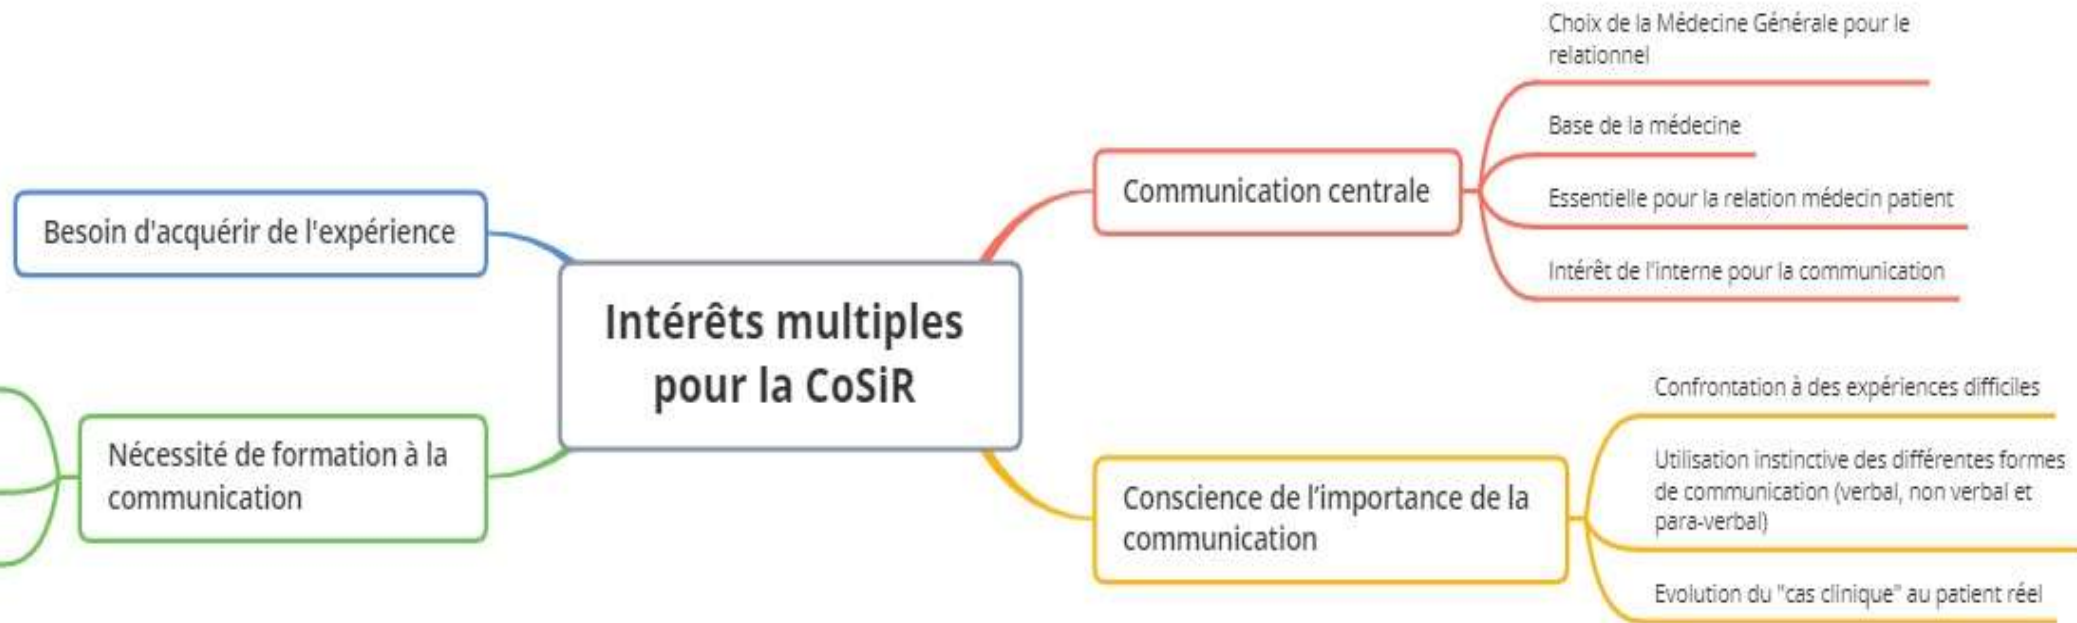 Choix de la Médecine Générale pour le
relationnel
Base de la médecine
Communication centrale
Essentielle pour la relation médecin patient
Besoin d'acquérir de l'expérience
Intérêt de l'interne pour la communication
Intérêts multiples
pour la CoSiR
Confrontation à des expériences difficiles
Nécessité de formation à la
communication
Utilisation instinctive des différentes formes
de communication (verbal, non verbal et
para-verbal)
Conscience de l’importance de la
communication
Evolution du "cas clinique" au patient réel